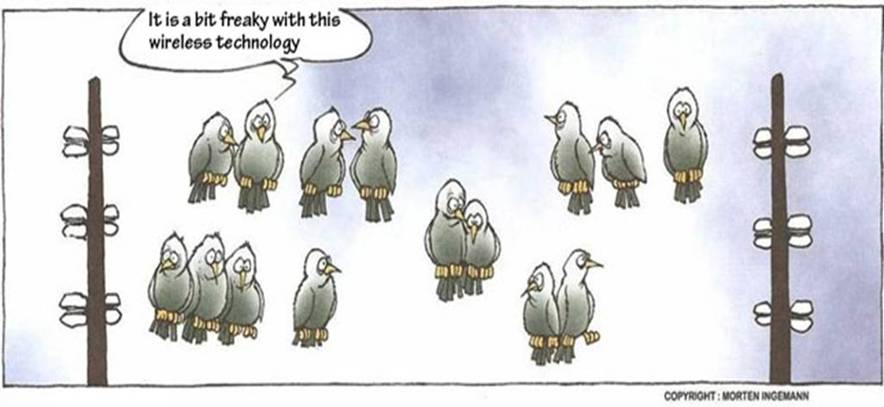 It is a bit freaky with this
wireless technology
COPYRIGHT : MORTEN INGEMANN